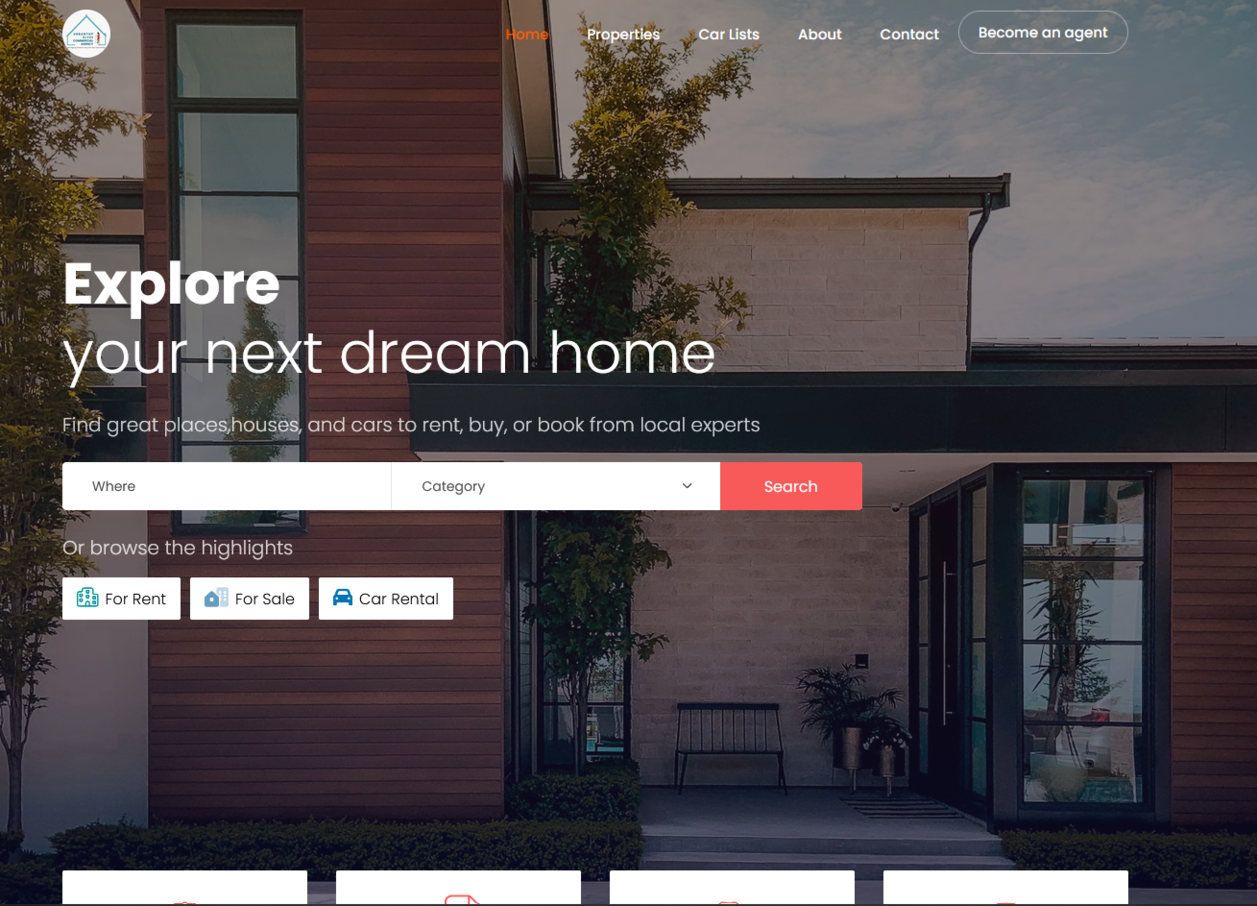 Home
Properties
Car Lists
About
Contact
Become an agent
Explore
your next dream home
Find great places,houses, and cars to rent, buy, or book from local experts
Where
Category
Search
Or browse the highlights
For Rent
For Sale
Car Rental